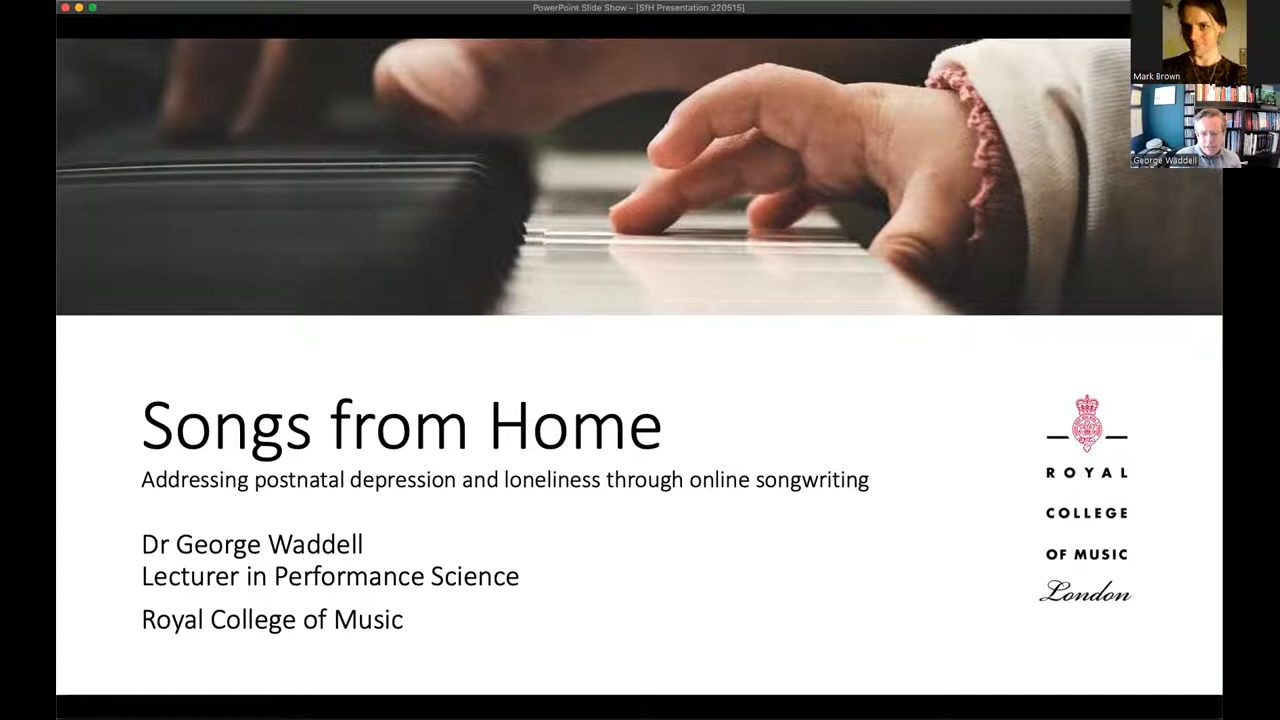 PowerPoint Slide Show – [SfH Presentation 220515]
Mark Brown
George Waddell
Songs from Home
Addressing postnatal depression and loneliness through online songwriting
Dr George Waddell
Lecturer in Performance Science
Royal College of Music
ROYAL
COLLEGE
OF MUSIC
London